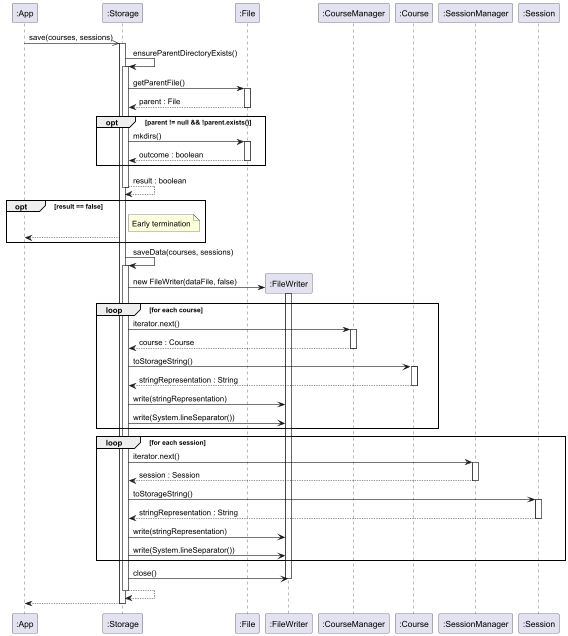 :App :Storage :File :CourseManager :Course :SessionManager :Session
save(courses, sessions)
ensureParentDirectoryExists()
getParentFile()
parent : File
opt [parent != null && !parent.exists()]
mkdirs()
outcome : boolean
result : boolean
opt [result == false]
Early termination
saveData(courses, sessions)
new FileWriter(dataFile, false) :FileWriter
loop [for each course]
iterator.next()
course : Course
toStorageString()
stringRepresentation : String
write(stringRepresentation)
write(System.lineSeparator())
loop [for each session]
iterator.next()
session : Session
toStorageString()
stringRepresentation : String
write(stringRepresentation)
write(System.lineSeparator())
close()
:App :Storage :File :FileWriter :CourseManager :Course :SessionManager :Session